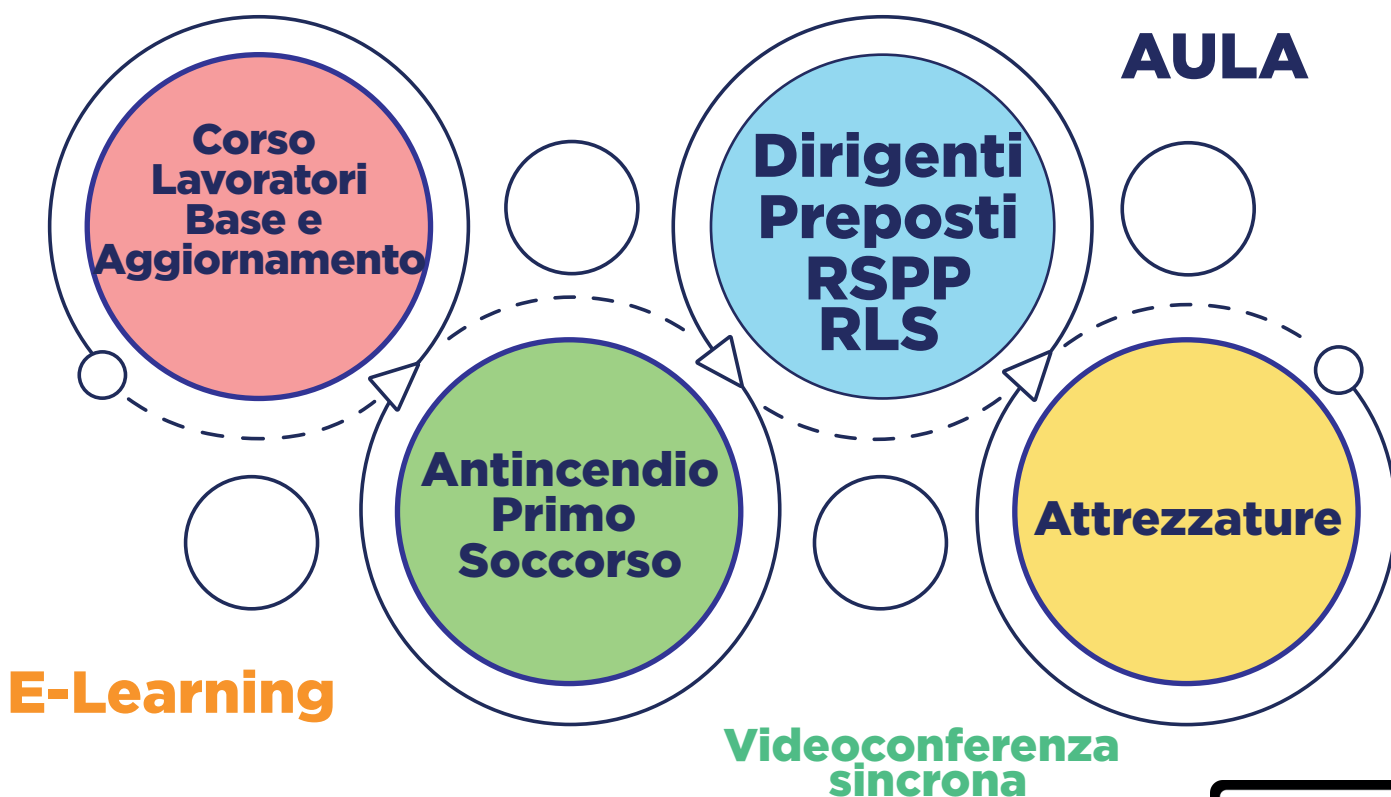 AULA
Corso
Lavoratori
Base e
Aggiornamento
Dirigenti
Preposti
RSPP
RLS
Antincendio
Primo
Soccorso
Attrezzature
E-Learning
Videoconferenza
sincrona